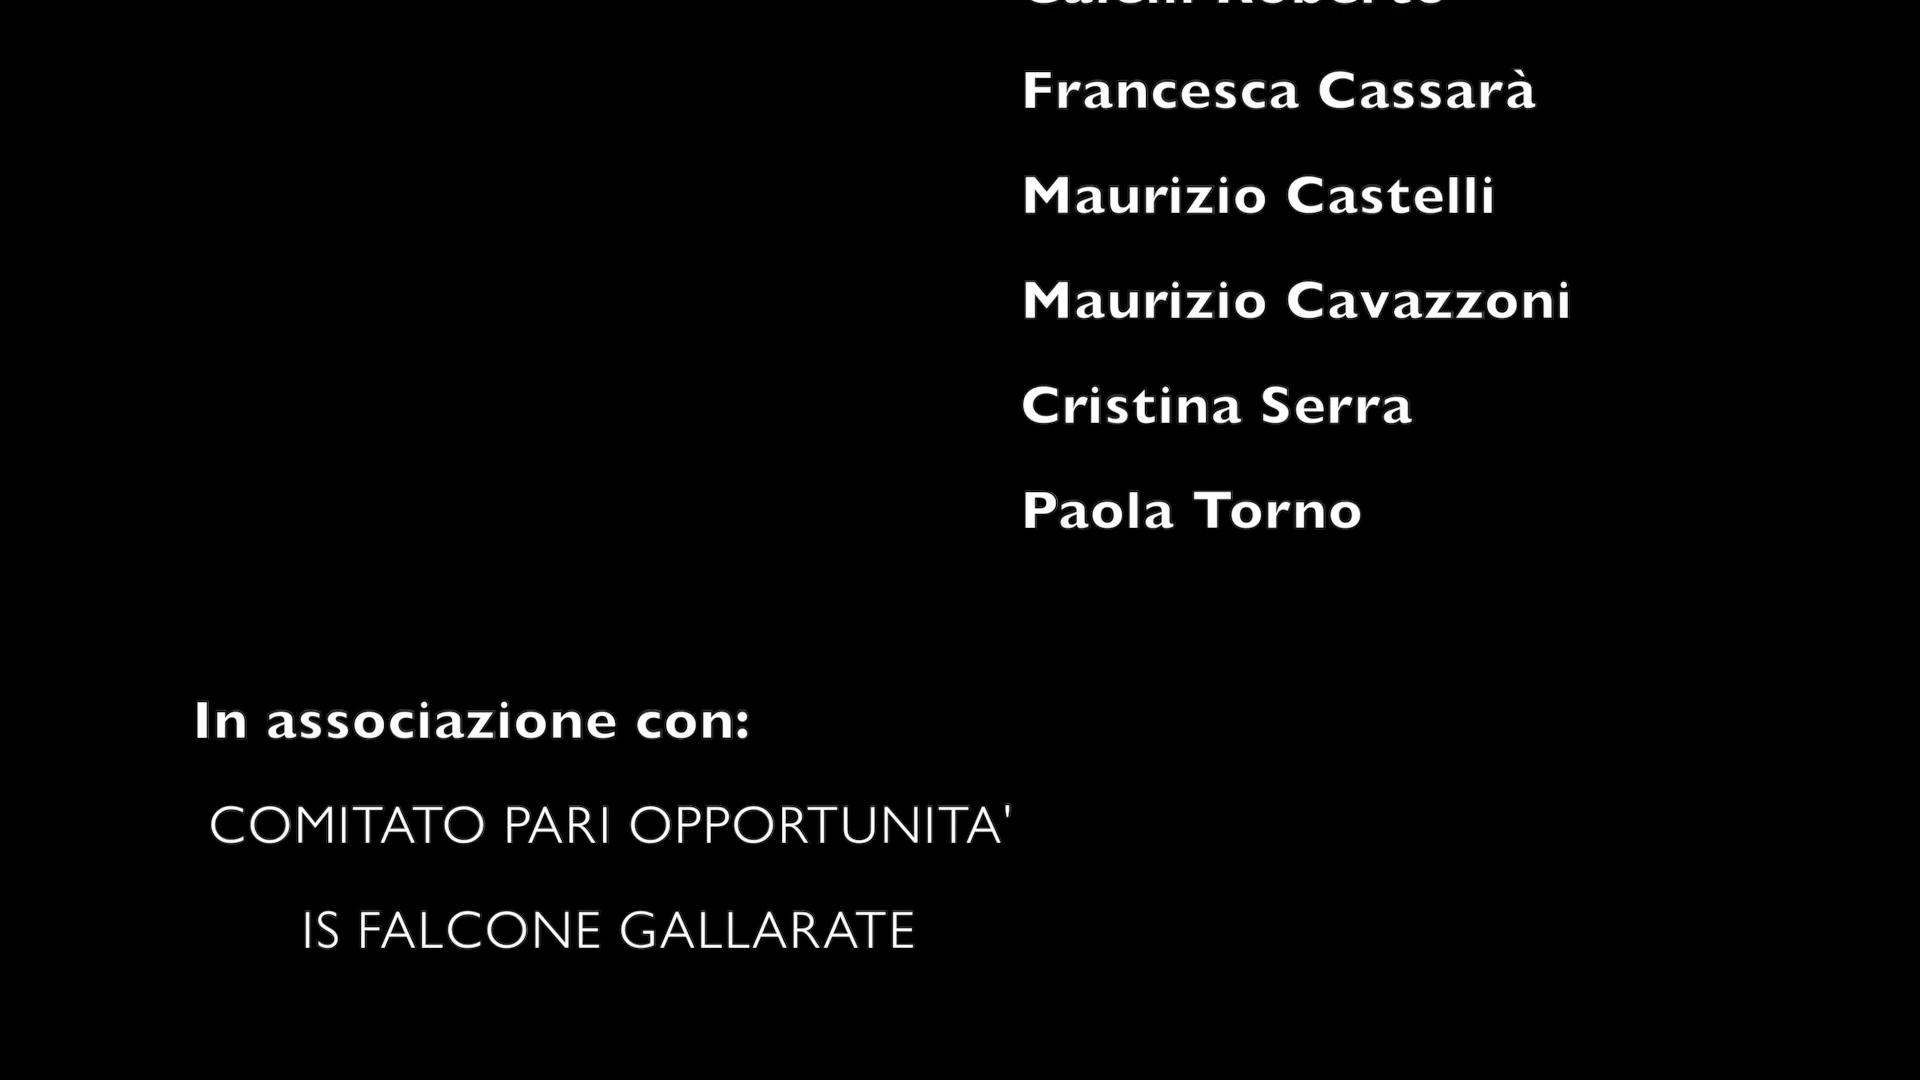 Roberto
Francesca Cassarà
Maurizio Castelli
Maurizio Cavazzoni
Cristina Serra
Paola Torno
In associazione con:
COMITATO PARI OPPORTUNITA'
IS FALCONE GALLARATE